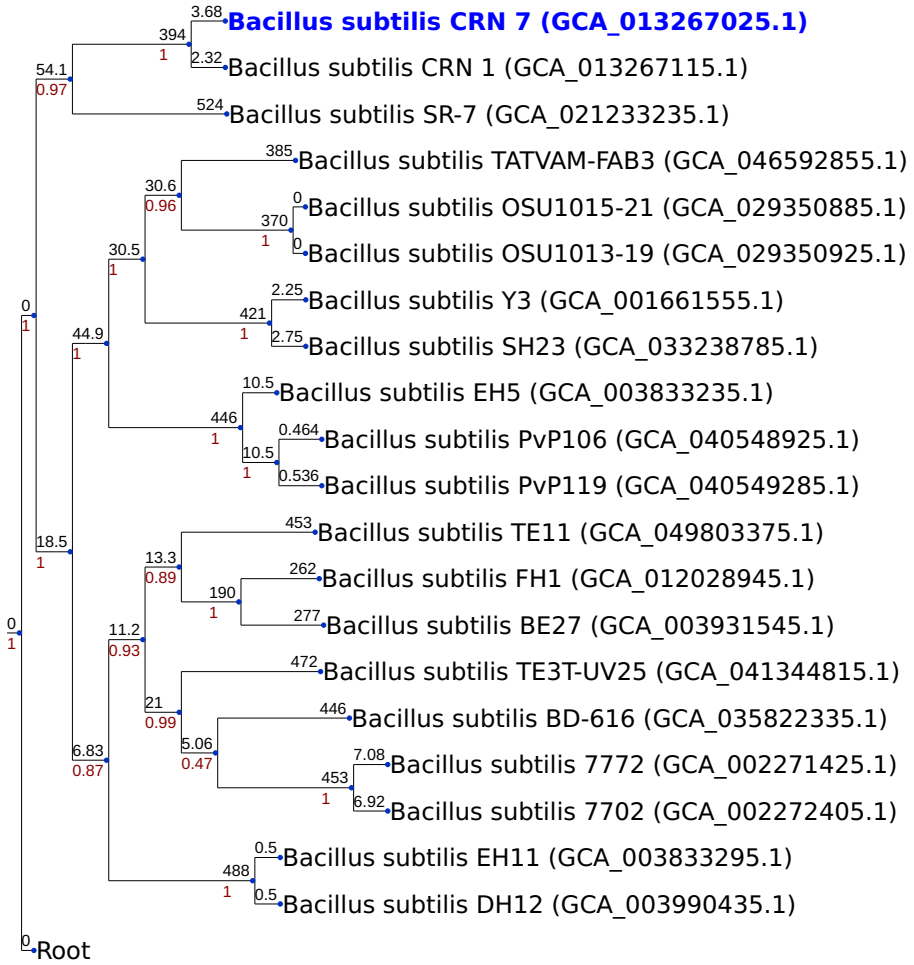 3.68
Bacillus subtilis CRN 7 (GCA_013267025.1)
394
1
2.32
Bacillus subtilis CRN 1 (GCA_013267115.1)
54.1
0.97
524
Bacillus subtilis SR-7 (GCA_021233235.1)
385
Bacillus subtilis TATVAM-FAB3 (GCA_046592855.1)
30.6
0.96
0
Bacillus subtilis OSU1015-21 (GCA_029350885.1)
370
1
0
Bacillus subtilis OSU1013-19 (GCA_029350925.1)
30.5
1
2.25
Bacillus subtilis Y3 (GCA_001661555.1)
0
1
421
1
2.75
Bacillus subtilis SH23 (GCA_033238785.1)
44.9
1
10.5
Bacillus subtilis EH5 (GCA_003833235.1)
446
1
0.464
Bacillus subtilis PvP106 (GCA_040548925.1)
10.5
1
0.536
Bacillus subtilis PvP119 (GCA_040549285.1)
453
Bacillus subtilis TE11 (GCA_049803375.1)
18.5
1
13.3
0.89
262
Bacillus subtilis FH1 (GCA_012028945.1)
190
1
277
Bacillus subtilis BE27 (GCA_003931545.1)
0
1
11.2
0.93
472
Bacillus subtilis TE3T-UV25 (GCA_041344815.1)
21
0.99
446
Bacillus subtilis BD-616 (GCA_035822335.1)
5.06
0.47
6.83
0.87
7.08
Bacillus subtilis 7772 (GCA_002271425.1)
453
1
6.92
Bacillus subtilis 7702 (GCA_002272405.1)
0.5
Bacillus subtilis EH11 (GCA_003833295.1)
488
1
0.5
Bacillus subtilis DH12 (GCA_003990435.1)
0
Root